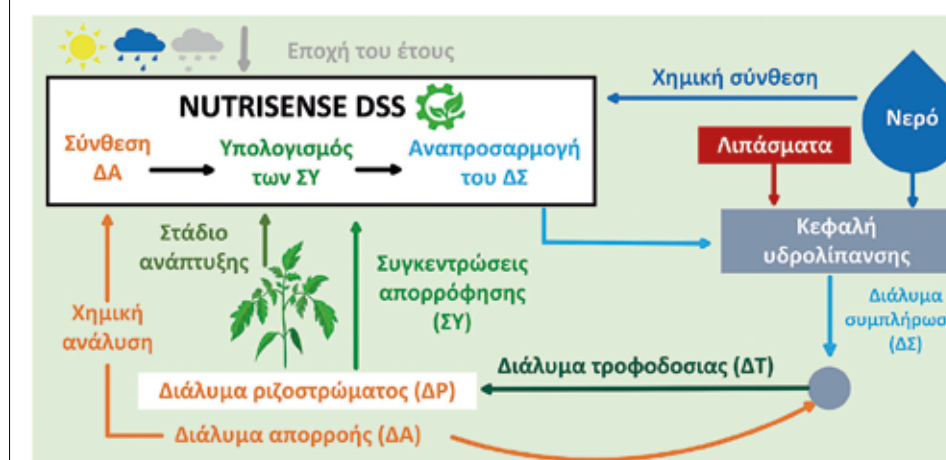 Εποχή του έτους
Χημική σύνθεση
NUTRISENSE DSS
Νερό
Σύνθεση
ΔΑ
Υπολογισμός
των ΣΥ
Αναπροσαρμογή
του ΔΣ
Λιπάσματα
Στάδιο
ανάπτυξης
Κεφαλή
υδρολίπανσης
Συγκεντρώσεις
απορρόφησης
(ΣΥ)
Χημική
ανάλυση
Διάλυμα
συμπλήρωσ
(ΔΣ)
Διάλυμα τροφοδοσιας (ΔΤ)
Διάλυμα ριζοστρώματος (ΔΡ)
Διάλυμα απορροής (ΔΑ)